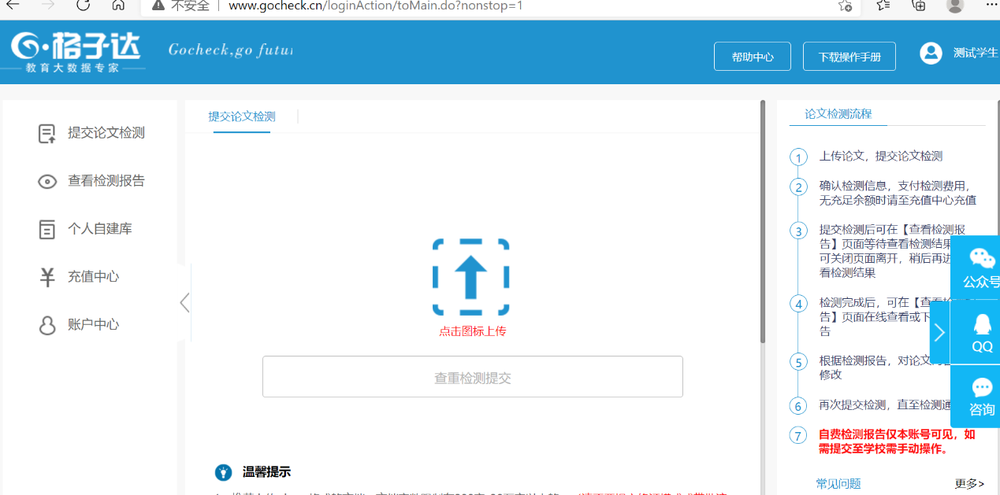 不安全 www.gocheck.cn/loginAction/toMain.do?nonstop=1
格子达
教育大数据专家
Gocheck,go futu
帮助中心
下载操作手册
测试学生
提交论文检测
查看检测报告
个人自建库
充值中心
账户中心
提交论文检测
点击图标上传
查重检测提交
温馨提示
论文检测流程
1 上传论文，提交论文检测
2 确认检测信息，支付检测费用，
无充足余额时请至充值中心充值
3 提交检测后可在【查看检测报
告】页面等待查看检测结果
可关闭页面离开，稍后再进
看检测结果
4 检测完成后，可在【查看检测
告】页面在线查看或下
告
5 根据检测报告，对论文
修改
6 再次提交检测，直至检测通
7 自费检测报告仅本账号可见，如
需提交至学校需手动操作。
常见问题
更多>
公众号
QQ
咨询